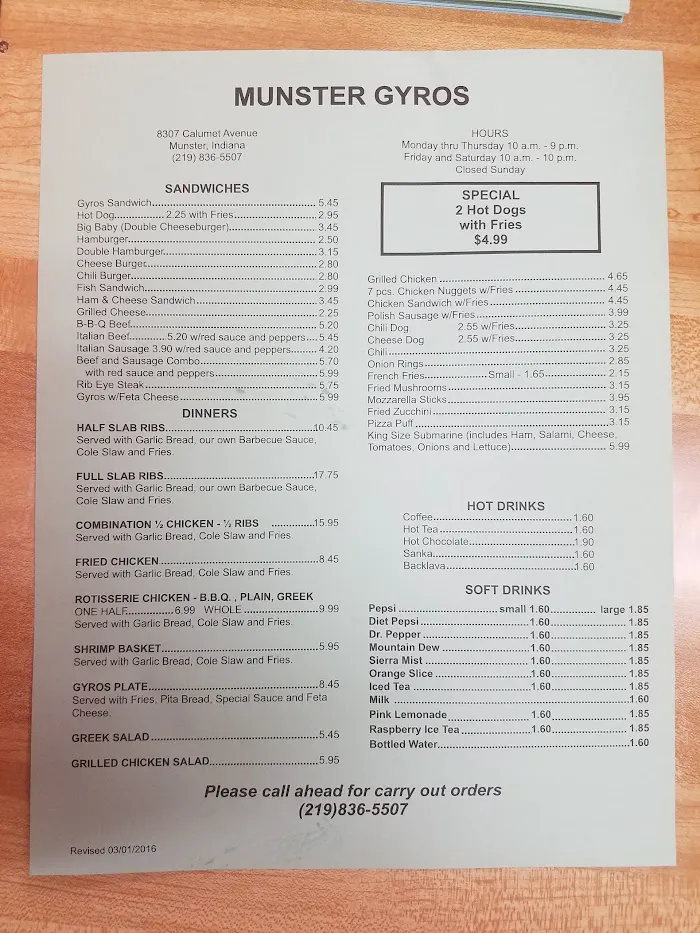 MUNSTER GYROS
8307 Calumet Avenue
Munster, Indiana
(219) 836-5507
HOURS
Monday thru Thursday 10 a.m. - 9 p.m.
Friday and Saturday 10 a.m. - 10 p.m.
Closed Sunday
SANDWICHES
Gyros Sandwich 5.45
Hot Dog 2.25 with Fries 2.95
Big Baby (Double Cheeseburger) 3.45
Hamburger 2.50
Double Hamburger 3.15
Cheese Burger 2.80
Chili Burger 2.80
Fish Sandwich 2.99
Ham & Cheese Sandwich 3.45
Grilled Cheese 2.25
B-B-Q Beef 5.20
Italian Beef 5.20 w/red sauce and peppers 5.45
Italian Sausage 3.90 w/red sauce and peppers 4.20
Beef and Sausage Combo 5.70
with red sauce and peppers 5.99
Rib Eye Steak 5.75
Gyros w/Feta Cheese 5.99
DINNERS
HALF SLAB RIBS 10.45
Served with Garlic Bread, our own Barbecue Sauce,
Cole Slaw and Fries.
FULL SLAB RIBS 17.75
Served with Garlic Bread, our own Barbecue Sauce,
Cole Slaw and Fries.
COMBINATION ½ CHICKEN - ½ RIBS 15.95
Served with Garlic Bread, Cole Slaw and Fries.
FRIED CHICKEN 8.45
Served with Garlic Bread, Cole Slaw and Fries.
ROTISSERIE CHICKEN - B.B.Q. , PLAIN, GREEK
ONE HALF 6.99 WHOLE 9.99
Served with Garlic Bread, Cole Slaw and Fries.
SHRIMP BASKET 5.95
Served with Garlic Bread, Cole Slaw and Fries.
GYROS PLATE 8.45
Served with Fries, Pita Bread, Special Sauce and Feta
Cheese.
GREEK SALAD 5.45
GRILLED CHICKEN SALAD 5.95
SPECIAL
2 Hot Dogs
with Fries
$4.99
Grilled Chicken 4.65
7 pcs. Chicken Nuggets w/Fries 4.45
Chicken Sandwich w/Fries 4.45
Polish Sausage w/Fries 3.99
Chili Dog 2.55 w/Fries 3.25
Cheese Dog 2.55 w/Fries 3.25
Chili 3.25
Onion Rings 2.85
French Fries Small - 1.65 2.15
Fried Mushrooms 3.15
Mozzarella Sticks 3.95
Fried Zucchini 3.15
Pizza Puff 3.15
King Size Submarine (includes Ham, Salami, Cheese,
Tomatoes, Onions and Lettuce) 5.99
HOT DRINKS
Coffee 1.60
Hot Tea 1.60
Hot Chocolate 1.90
Sanka 1.60
Backlava 1.60
SOFT DRINKS
Pepsi small 1.60 large 1.85
Diet Pepsi 1.60 1.85
Dr. Pepper 1.60 1.85
Mountain Dew 1.60 1.85
Sierra Mist 1.60 1.85
Orange Slice 1.60 1.85
Iced Tea 1.60 1.85
Milk 1.60
Pink Lemonade 1.60 1.85
Raspberry Ice Tea 1.60 1.85
Bottled Water 1.60
Please call ahead for carry out orders
(219)836-5507
Revised 03/01/2016